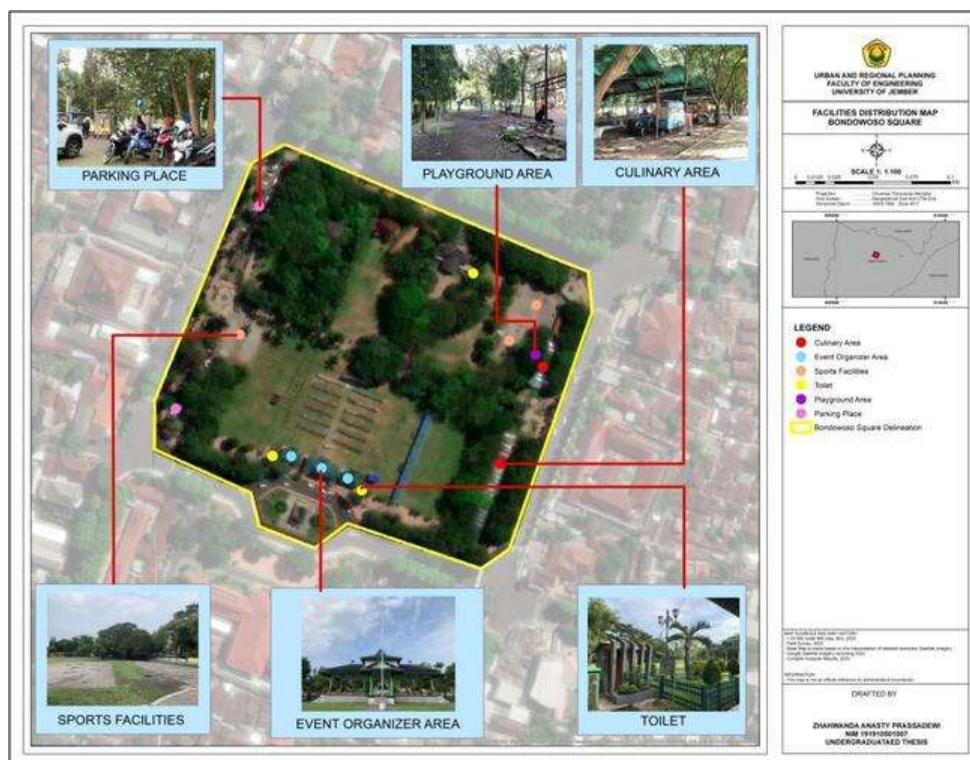 PARKING PLACE
PLAYGROUND AREA
CULINARY AREA
SPORTS FACILITIES
EVENT ORGANIZER AREA
TOILET
URBAN AND REGIONAL PLANNING
FACULTY OF ENGINEERING
UNIVERSITY OF JEMBER
FACILITIES DISTRIBUTION MAP
BONDOWOSO SQUARE
SCALE 1: 1.100
LEGEND
Culinary Area
Event Organizer Area
Sports Facilities
Toilet
Playground Area
Parking Place
Bondowoso Square Delineation
DRAFTED BY
ZHAHWANDA ANASTY PRASSADEWI
NIM 191910501007
UNDERGRADUATAED THESIS